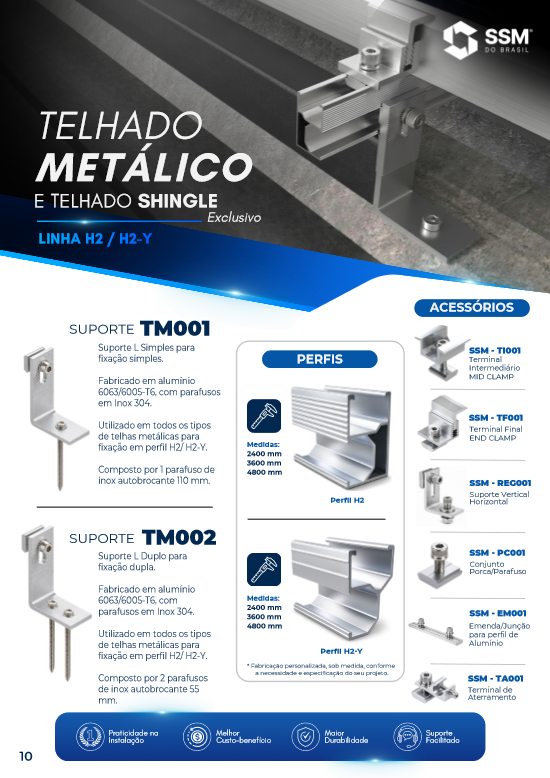 SSM
DO BRASIL
TELHADO
METÁLICO
E TELHADO SHINGLE
Exclusivo
LINHA H2 / H2-Y
SUPORTE TM001
Suporte L Simples para
fixação simples.
Fabricado em alumínio
6063/6005-T6, com parafusos
em Inox 304.
Utilizado em todos os tipos
de telhas metálicas para
fixação em perfil H2/ H2-Y.
Composto por 1 parafuso de
inox autobrocante 110 mm.
SUPORTE TM002
Suporte L Duplo para
fixação dupla.
Fabricado em alumínio
6063/6005-T6, com
parafusos em Inox 304.
Utilizado em todos os tipos
de telhas metálicas para
fixação em perfil H2/ H2-Y.
Composto por 2 parafusos
de inox autobrocante 55
mm.
PERFIS
Medidas:
2400 mm
3600 mm
4800 mm
Perfil H2
Medidas:
2400 mm
3600 mm
4800 mm
Perfil H2-Y
* Fabricação personalizada, sob medida, conforme
a necessidade e especificação do seu projeto.
ACESSÓRIOS
SSM - TI001
Terminal
Intermediário
MID CLAMP
SSM - TF001
Terminal Final
END CLAMP
SSM - REG001
Suporte Vertical
Horizontal
SSM - PC001
Conjunto
Porca/Parafuso
SSM - EM001
Emenda/Junção
para perfil de
Alumínio
SSM - TA001
Terminal de
Aterramento
Praticidade na
Instalação
Melhor
Custo-benefício
Maior
Durabilidade
Suporte
Facilitado
10